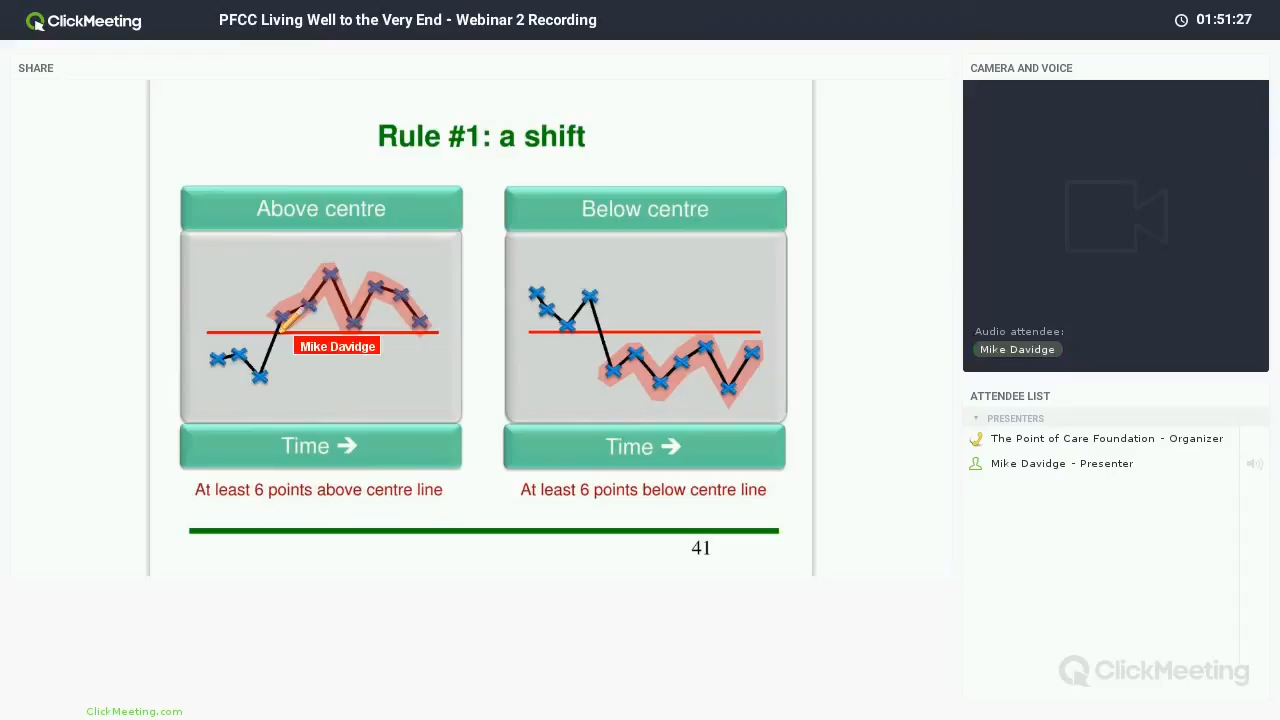 ClickMeeting
PFCC Living Well to the Very End - Webinar 2 Recording
01:51:27
SHARE
Rule #1: a shift
Above centre
Below centre
Mike Davidge
Time ➔
Time ➔
At least 6 points above centre line
At least 6 points below centre line
41
CAMERA AND VOICE
Audio attendee:
Mike Davidge
ATTENDEE LIST
PRESENTERS
The Point of Care Foundation - Organizer
Mike Davidge - Presenter
ClickMeeting
ClickMeeting.com